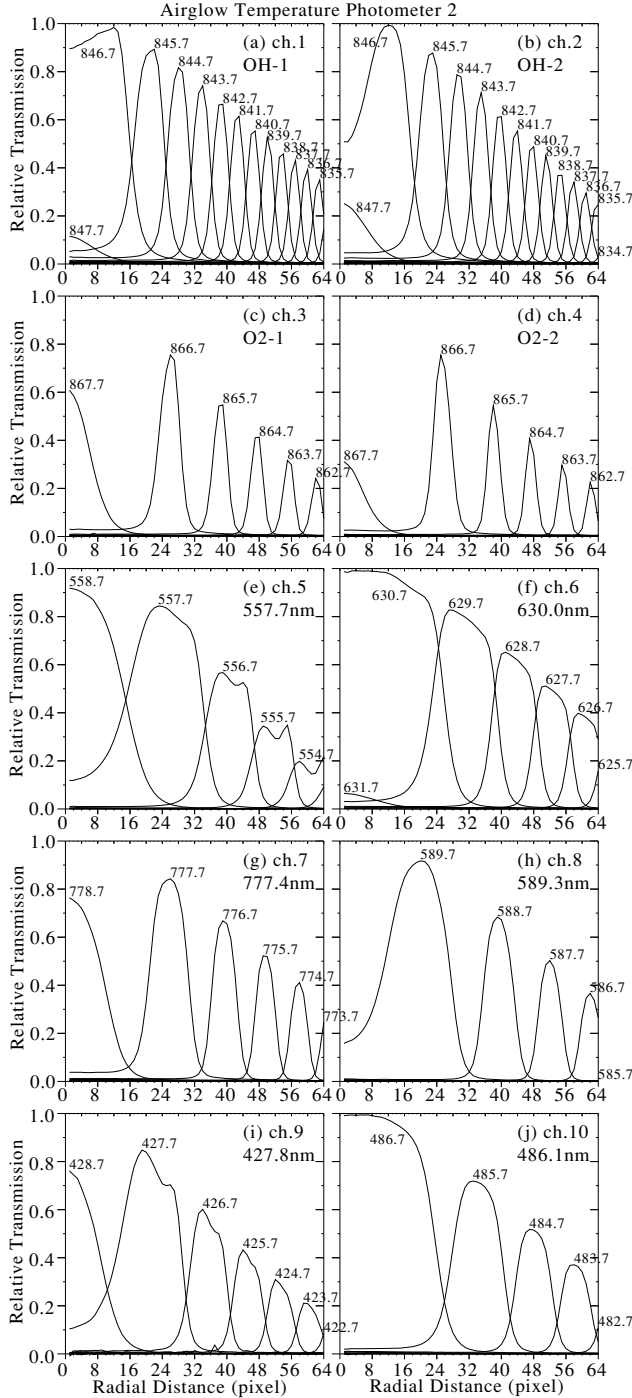 Airglow Temperature Photometer 2
(a) ch.1
OH-1
846.7
845.7
844.7
843.7
842.7
841.7
840.7
839.7
838.7
837.7
836.7
835.7
847.7
Relative Transmission
1.0
0.8
0.6
0.4
0.2
0.0
0 8 16 24 32 40 48 56 64
(b) ch.2
OH-2
846.7
845.7
844.7
843.7
842.7
841.7
840.7
839.7
838.7
837.7
836.7
835.7
834.7
847.7
0 8 16 24 32 40 48 56 64
(c) ch.3
O2-1
867.7
866.7
865.7
864.7
863.7
862.7
Relative Transmission
1.0
0.8
0.6
0.4
0.2
0.0
0 8 16 24 32 40 48 56 64
(d) ch.4
O2-2
867.7
866.7
865.7
864.7
863.7
862.7
0 8 16 24 32 40 48 56 64
(e) ch.5
557.7nm
558.7
557.7
556.7
555.7
554.7
Relative Transmission
1.0
0.8
0.6
0.4
0.2
0.0
0 8 16 24 32 40 48 56 64
(f) ch.6
630.0nm
630.7
629.7
628.7
627.7
626.7
625.7
631.7
0 8 16 24 32 40 48 56 64
(g) ch.7
777.4nm
778.7
777.7
776.7
775.7
774.7
773.7
Relative Transmission
1.0
0.8
0.6
0.4
0.2
0.0
0 8 16 24 32 40 48 56 64
(h) ch.8
589.3nm
589.7
588.7
587.7
586.7
585.7
0 8 16 24 32 40 48 56 64
(i) ch.9
427.8nm
428.7
427.7
426.7
425.7
424.7
423.7
422.7
Relative Transmission
1.0
0.8
0.6
0.4
0.2
0.0
0 8 16 24 32 40 48 56 64
Radial Distance (pixel)
(j) ch.10
486.1nm
486.7
485.7
484.7
483.7
482.7
0 8 16 24 32 40 48 56 64
Radial Distance (pixel)